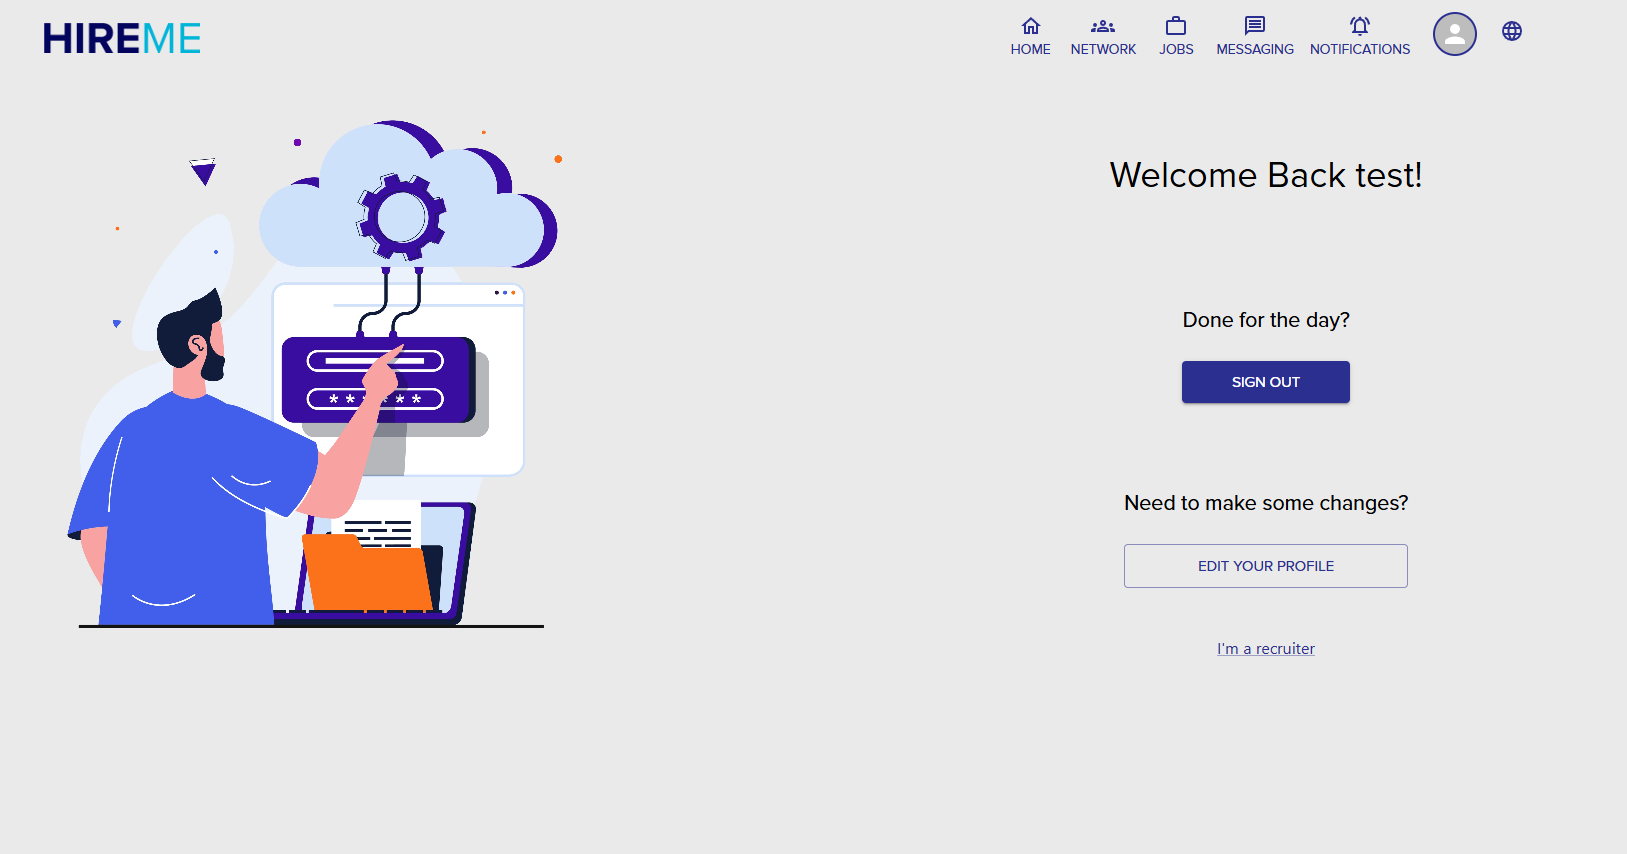 HIREME
HOME NETWORK JOBS MESSAGING NOTIFICATIONS
Welcome Back test!
Done for the day?
SIGN OUT
******
Need to make some changes?
EDIT YOUR PROFILE
I'm a recruiter